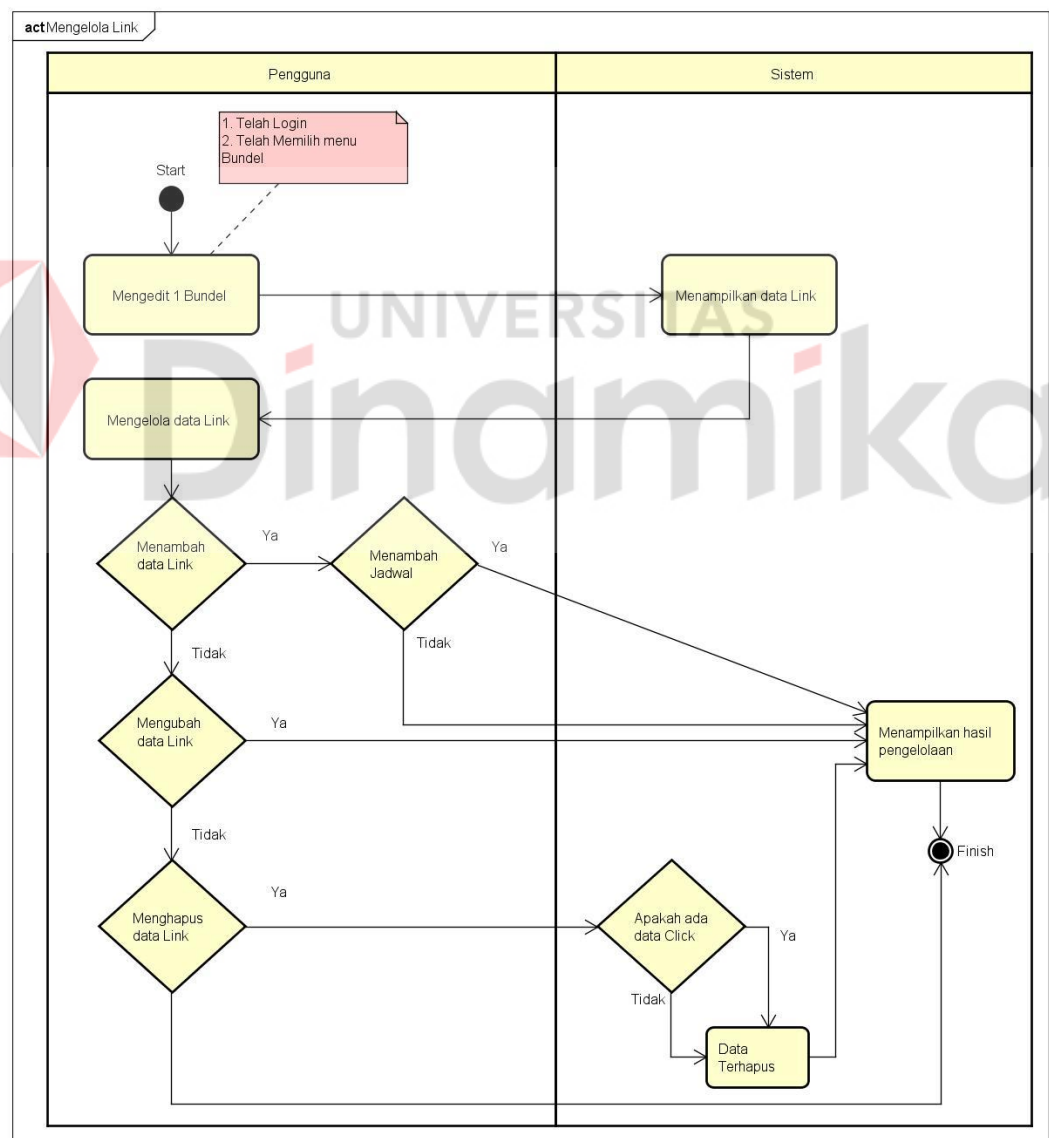 act Mengelola Link
Pengguna
Sistem
1. Telah Login
2. Telah Memilih menu
Bundel
Start
Mengedit 1 Bundel
Menampilkan data Link
UNIVERSITAS
Dinamika
Mengelola data Link
Menambah
data Link
Ya
Menambah
Jadwal
Ya
Tidak
Tidak
Mengubah
data Link
Ya
Menampilkan hasil
pengelolaan
Tidak
Finish
Menghapus
data Link
Ya
Apakah ada
data Click
Ya
Tidak
Data
Terhapus